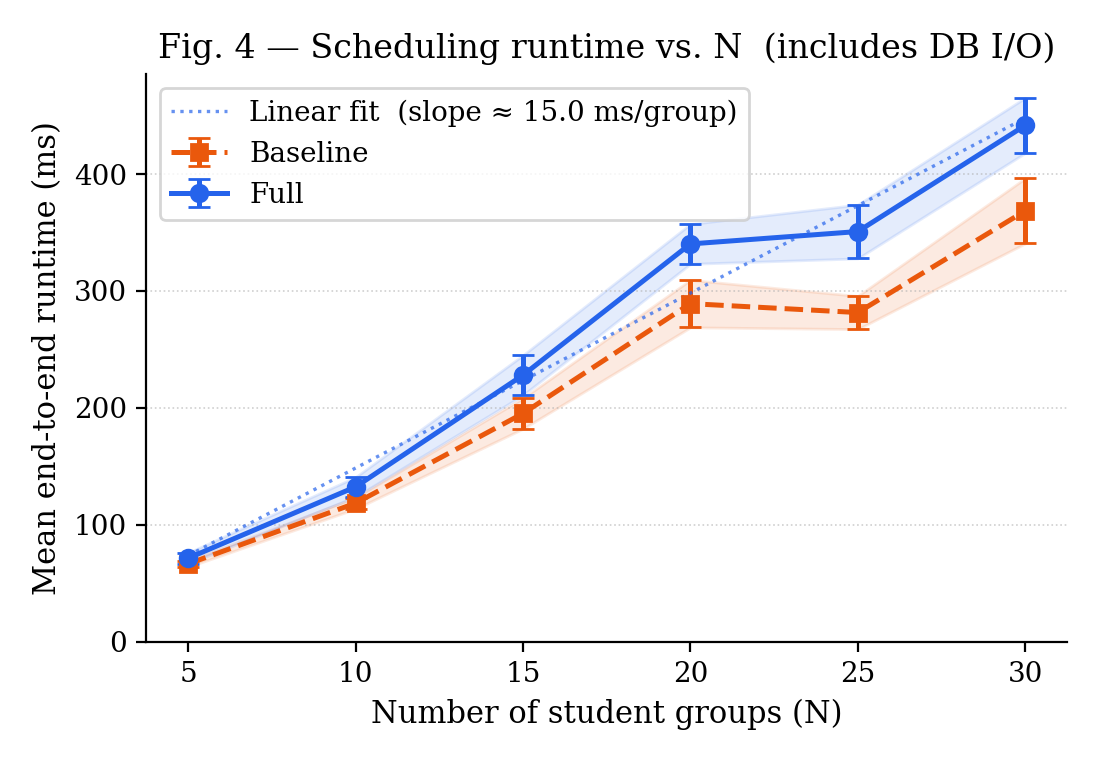 Fig. 4 — Scheduling runtime vs. N  (includes DB I/O)
Linear fit  (slope ≈ 15.0 ms/group)
Baseline
Full
Mean end-to-end runtime (ms)
400
300
200
100
0
5 10 15 20 25 30
Number of student groups (N)